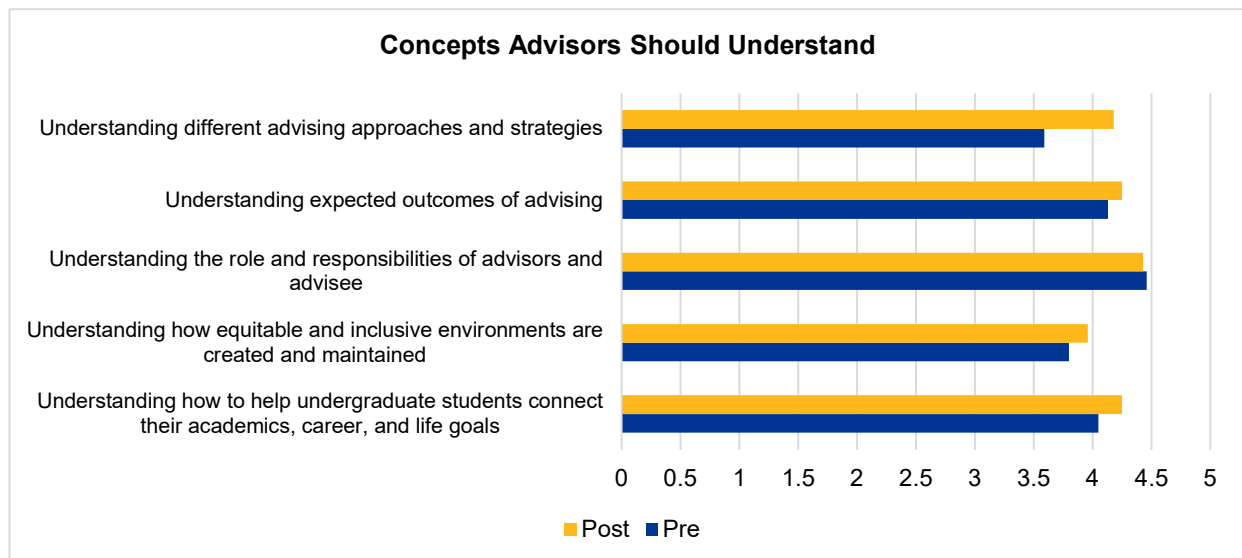 Concepts Advisors Should Understand
Understanding different advising approaches and strategies
Understanding expected outcomes of advising
Understanding the role and responsibilities of advisors and
advisee
Understanding how equitable and inclusive environments are
created and maintained
Understanding how to help undergraduate students connect
their academics, career, and life goals
0 0.5 1 1.5 2 2.5 3 3.5 4 4.5 5
Post Pre